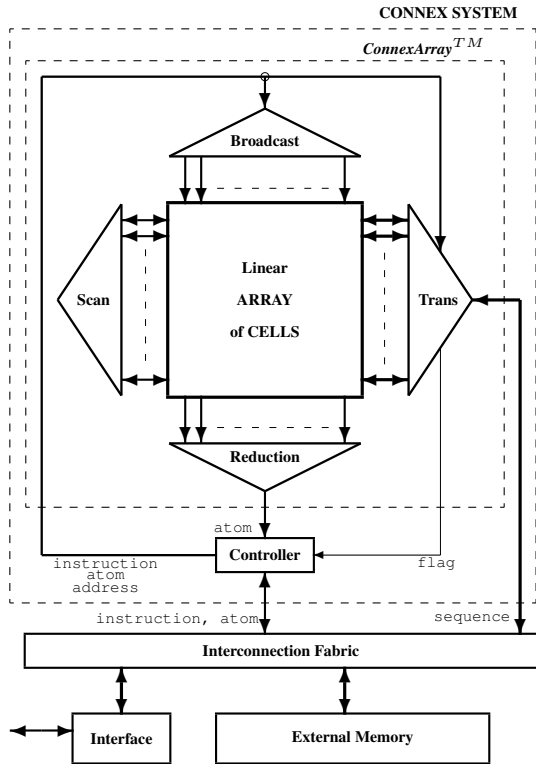 CONNEX SYSTEM
ConnexArray TM
Broadcast
Linear
ARRAY
of CELLS
Scan
Trans
Reduction
atom
Controller
instruction
atom
address
flag
instruction, atom
sequence
Interconnection Fabric
Interface
External Memory